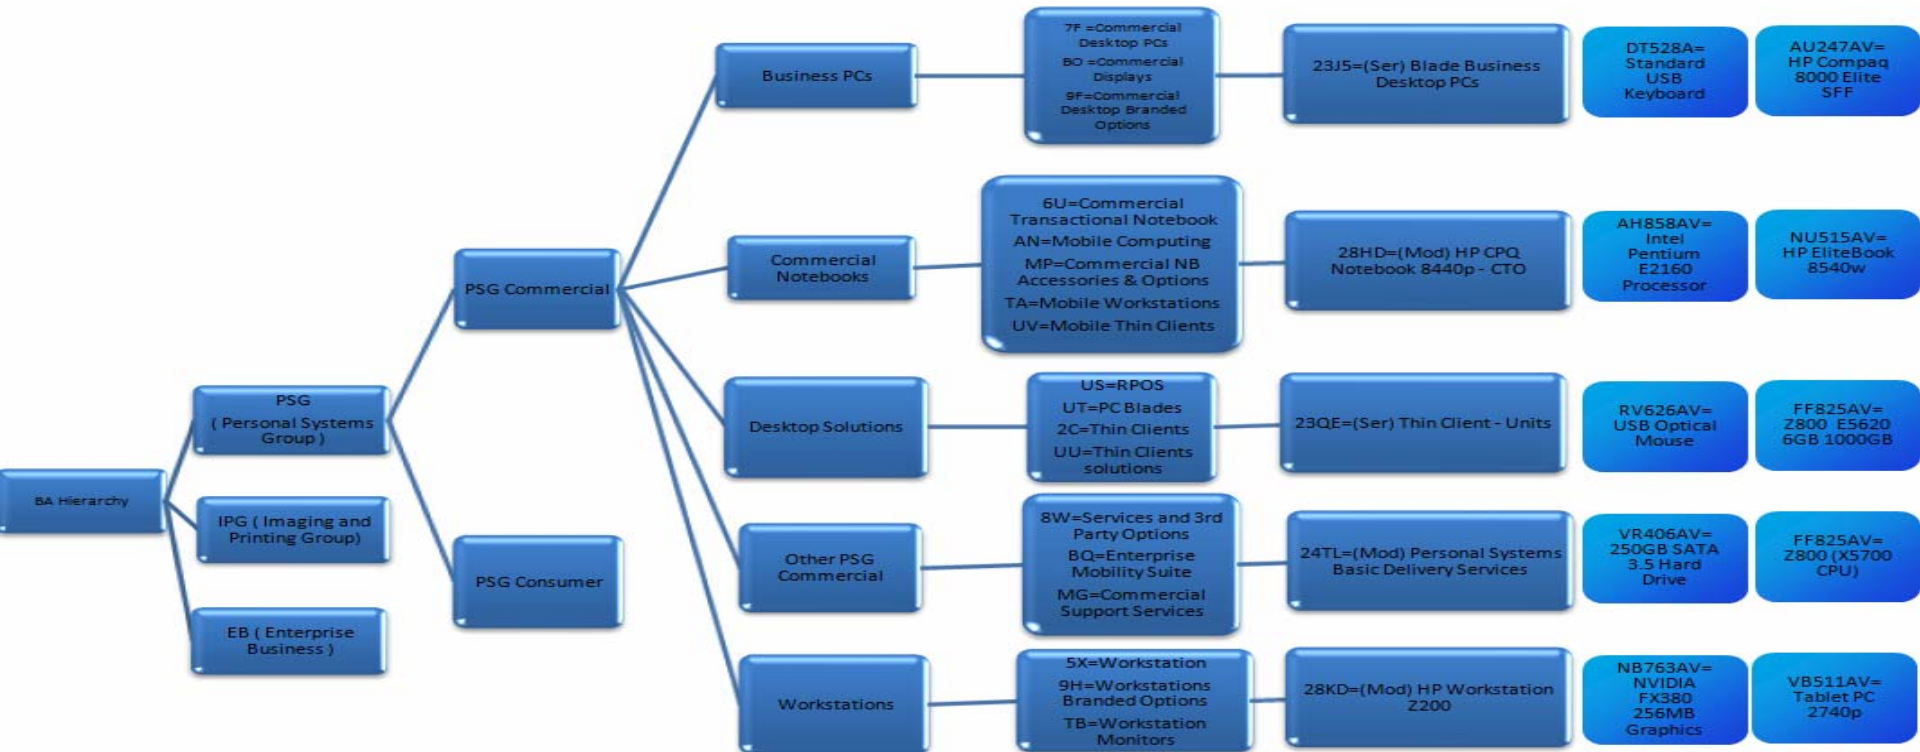 BA Hierarchy
PSG
( Personal Systems
Group )
IPG ( Imaging and
Printing Group)
EB ( Enterprise
Business )
PSG Commercial
PSG Consumer
Business PCs
7F =Commercial
Desktop PCs
BO =Commercial
Displays
9F=Commercial
Desktop Branded
Options
23J5=(Ser) Blade Business
Desktop PCs
DT528A=
Standard
USB
Keyboard
AU247AV=
HP Compaq
8000 Elite
SFF
Commercial
Notebooks
6U=Commercial
Transactional Notebook
AN=Mobile Computing
MP=Commercial NB
Accessories & Options
TA=Mobile Workstations
UV=Mobile Thin Clients
28HD=(Mod) HP CPQ
Notebook 8440p - CTO
AH858AV=
Intel
Pentium
E2160
Processor
NU515AV=
HP EliteBook
8540w
Desktop Solutions
US=RPOS
UT=PC Blades
2C=Thin Clients
UU=Thin Clients
solutions
23QE=(Ser) Thin Client - Units
RV626AV=
USB Optical
Mouse
FF825AV=
Z800 E5620
6GB 1000GB
Other PSG
Commercial
8W=Services and 3rd
Party Options
BQ=Enterprise
Mobility Suite
MG=Commercial
Support Services
24TL=(Mod) Personal Systems
Basic Delivery Services
VR406AV=
250GB SATA
3.5 Hard
Drive
FF825AV=
Z800 (X5700
CPU)
Workstations
5X=Workstation
9H=Workstations
Branded Options
TB=Workstation
Monitors
28KD=(Mod) HP Workstation
Z200
NB763AV=
NVIDIA
FX380
256MB
Graphics
VB511AV=
Tablet PC
2740p